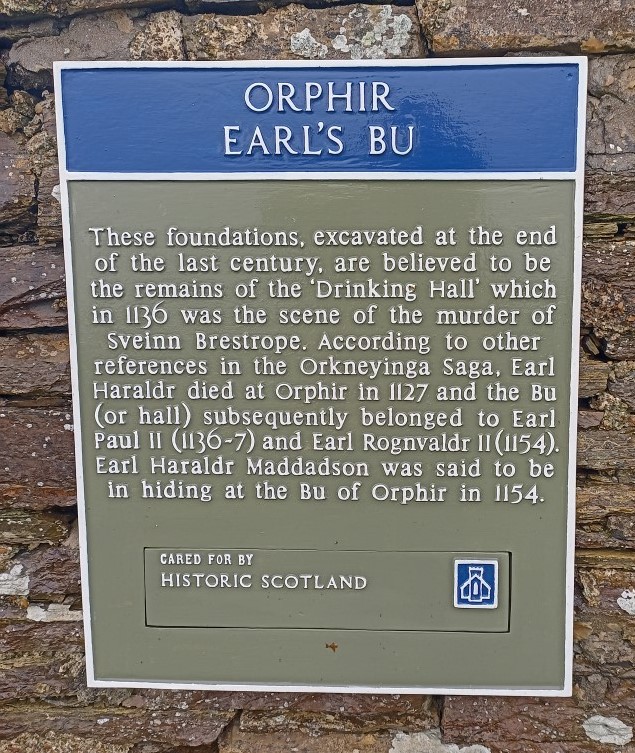 ORPHIR
EARL'S BU
These foundations, excavated at the end
of the last century, are believed to be
the remains of the 'Drinking Hall' which
in 1136 was the scene of the murder of
Sveinn Brestrope. According to other
references in the Orkneyinga Saga, Earl
Haraldr died at Orphir in 1127 and the Bu
(or hall) subsequently belonged to Earl
Paul II (1136-7) and Earl Rognvaldr II (1154).
Earl Haraldr Maddadson was said to be
in hiding at the Bu of Orphir in 1154.
CARED FOR BY
HISTORIC SCOTLAND